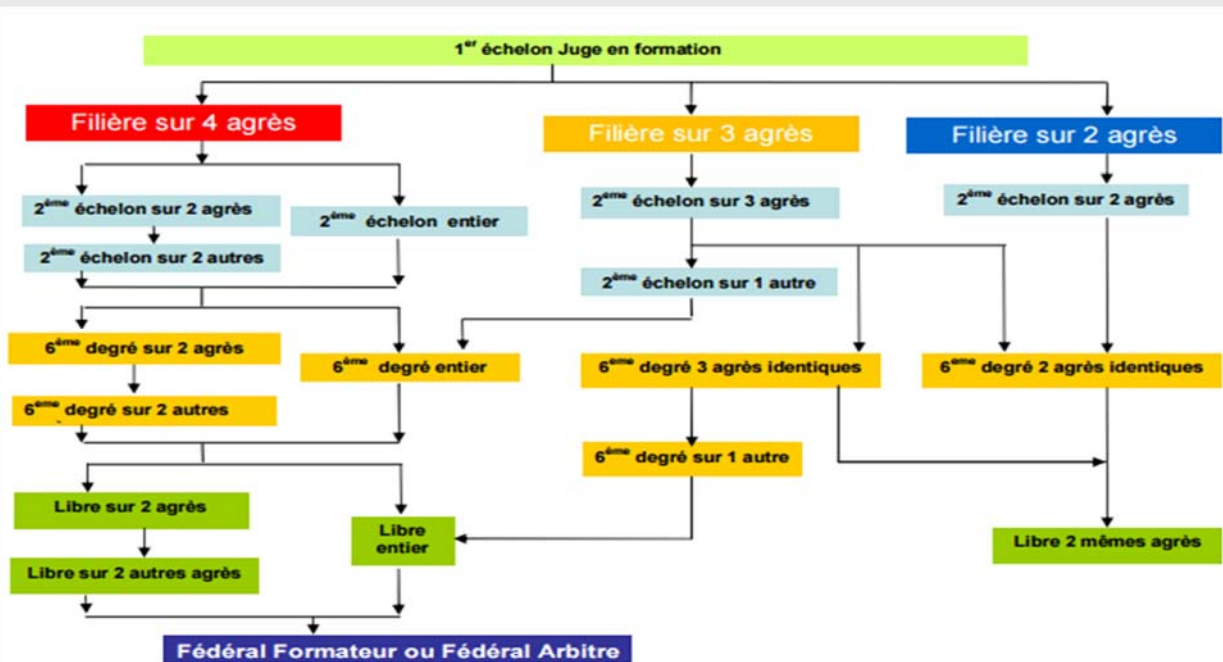 1er échelon Juge en formation
Filière sur 4 agrès
Filière sur 3 agrès
Filière sur 2 agrès
2ème échelon sur 2 agrès
2ème échelon entier
2ème échelon sur 3 agrès
2ème échelon sur 2 agrès
2ème échelon sur 2 autres
2ème échelon sur 1 autre
6ème degré sur 2 agrès
6ème degré entier
6eme degré 3 agrès identiques
6eme degré 2 agrès identiques
6eme degré sur 2 autres
6ème degré sur 1 autre
Libre sur 2 agrès
Libre
entier
Libre 2 mêmes agrès
Libre sur 2 autres agrès
Fédéral Formateur ou Fédéral Arbitre